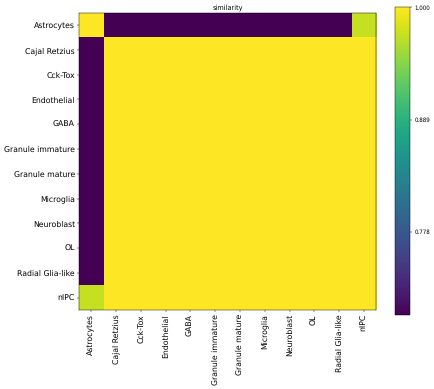 similarity
Astrocytes
Cajal Retzius
Cck-Tox
Endothelial
GABA
Granule immature
Granule mature
Microglia
Neuroblast
OL
Radial Glia-like
nIPC
1.000
0.889
0.778
Astrocytes
Cajal Retzius
Cck-Tox
Endothelial
GABA
Granule immature
Granule mature
Microglia
Neuroblast
OL
Radial Glia-like
nIPC